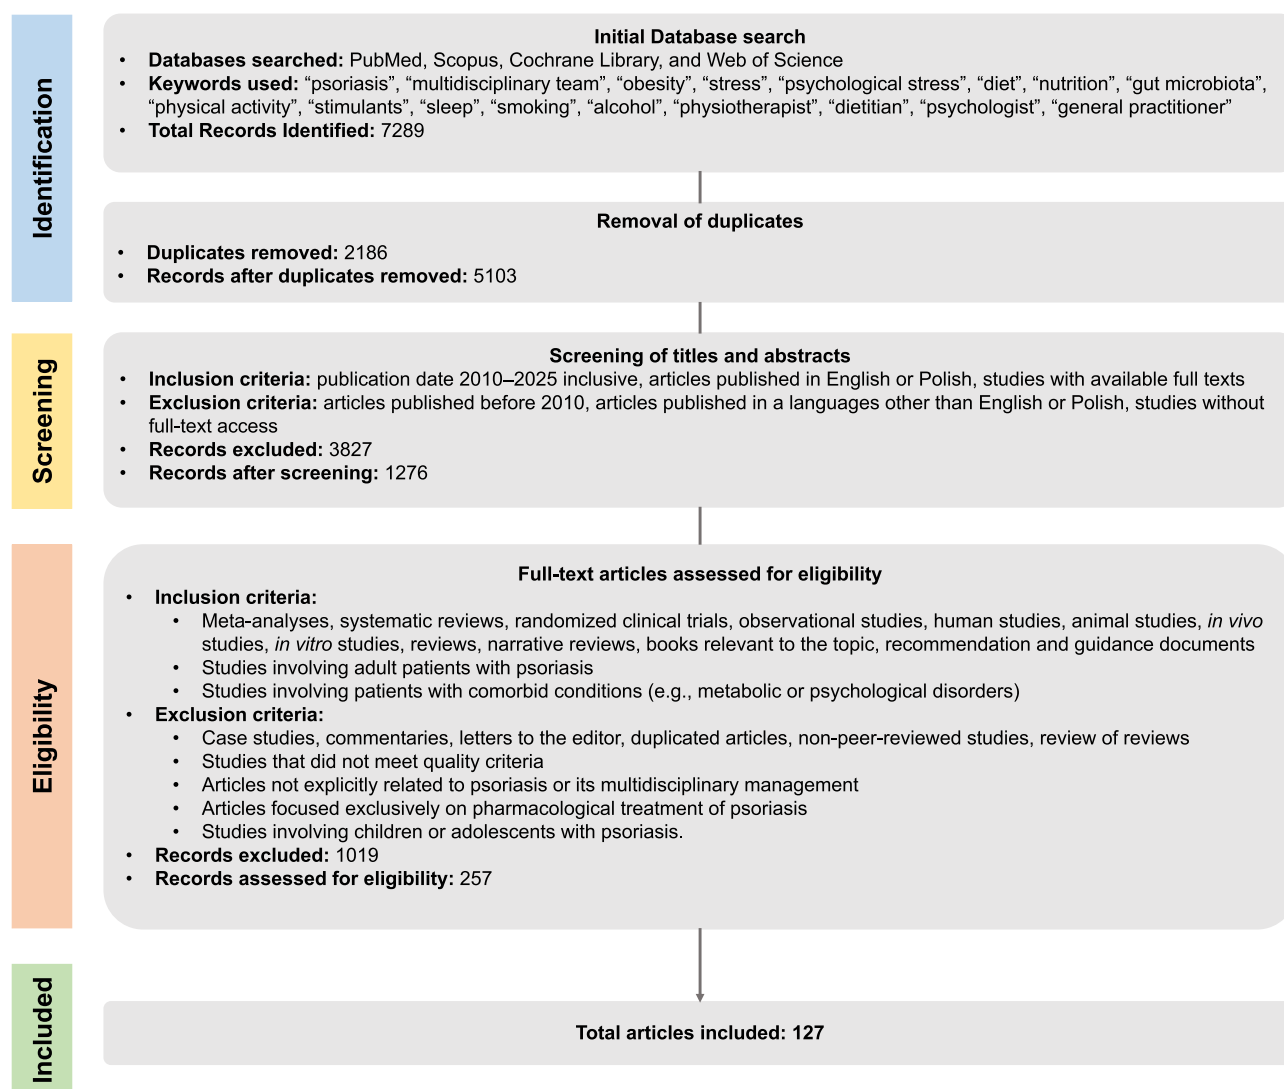 Identification
Initial Database search
• Databases searched: PubMed, Scopus, Cochrane Library, and Web of Science
• Keywords used: “psoriasis”, “multidisciplinary team”, “obesity”, “stress”, “psychological stress”, “diet”, “nutrition”, “gut microbiota”,
“physical activity”, “stimulants”, “sleep”, “smoking”, “alcohol”, “physiotherapist”, “dietitian”, “psychologist”, “general practitioner”
• Total Records Identified: 7289
Removal of duplicates
• Duplicates removed: 2186
• Records after duplicates removed: 5103
Screening
Screening of titles and abstracts
• Inclusion criteria: publication date 2010–2025 inclusive, articles published in English or Polish, studies with available full texts
• Exclusion criteria: articles published before 2010, articles published in a languages other than English or Polish, studies without
full-text access
• Records excluded: 3827
• Records after screening: 1276
Eligibility
Full-text articles assessed for eligibility
• Inclusion criteria:
• Meta-analyses, systematic reviews, randomized clinical trials, observational studies, human studies, animal studies, in vivo
studies, in vitro studies, reviews, narrative reviews, books relevant to the topic, recommendation and guidance documents
• Studies involving adult patients with psoriasis
• Studies involving patients with comorbid conditions (e.g., metabolic or psychological disorders)
• Exclusion criteria:
• Case studies, commentaries, letters to the editor, duplicated articles, non-peer-reviewed studies, review of reviews
• Studies that did not meet quality criteria
• Articles not explicitly related to psoriasis or its multidisciplinary management
• Articles focused exclusively on pharmacological treatment of psoriasis
• Studies involving children or adolescents with psoriasis.
• Records excluded: 1019
• Records assessed for eligibility: 257
Included
Total articles included: 127